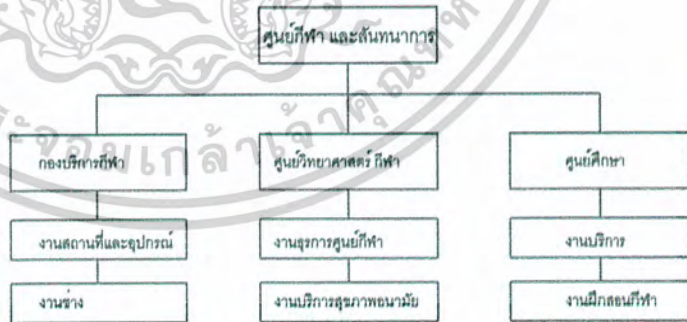 ศูนย์กีฬา และสันทนาการ
กองบริการกีฬา
ศูนย์วิทยาศาสตร์ กีฬา
ศูนย์ศึกษา
งานสถานที่และอุปกรณ์
งานธุรการศูนย์กีฬา
งานบริการ
งานช่าง
งานบริการสุขภาพอนามัย
งานฝึกสอนกีฬา